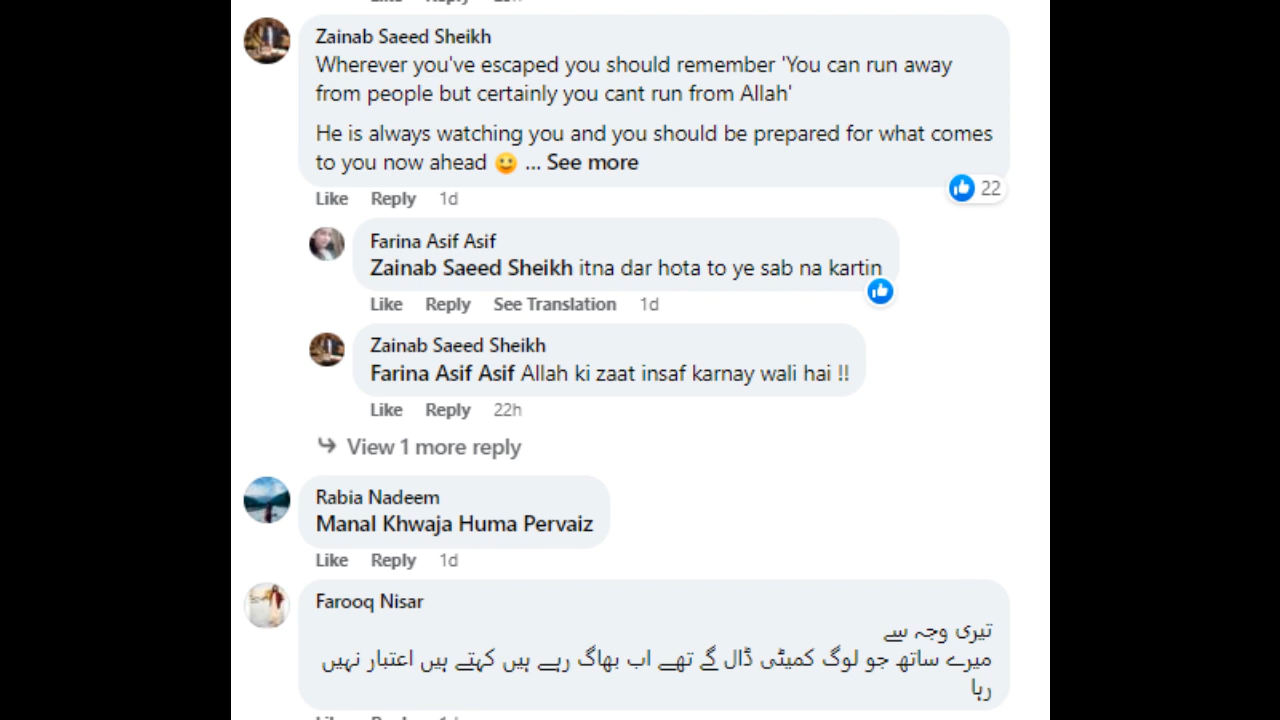 Zainab Saeed Sheikh
Wherever you've escaped you should remember 'You can run away
from people but certainly you cant run from Allah'
He is always watching you and you should be prepared for what comes
to you now ahead 🙂 ... See more
22
Like Reply 1d
Farina Asif Asif
Zainab Saeed Sheikh itna dar hota to ye sab na kartin
Like Reply See Translation 1d
Zainab Saeed Sheikh
Farina Asif Asif Allah ki zaat insaf karnay wali hai !!
Like Reply 22h
View 1 more reply
Rabia Nadeem
Manal Khwaja Huma Pervaiz
Like Reply 1d
Farooq Nisar
تیری وجہ سے
میرے ساتھ جو لوگ کمیٹی ڈال گے تھے اب بھاگ رہے ہیں کہتے ہیں اعتبار نہیں
رہا